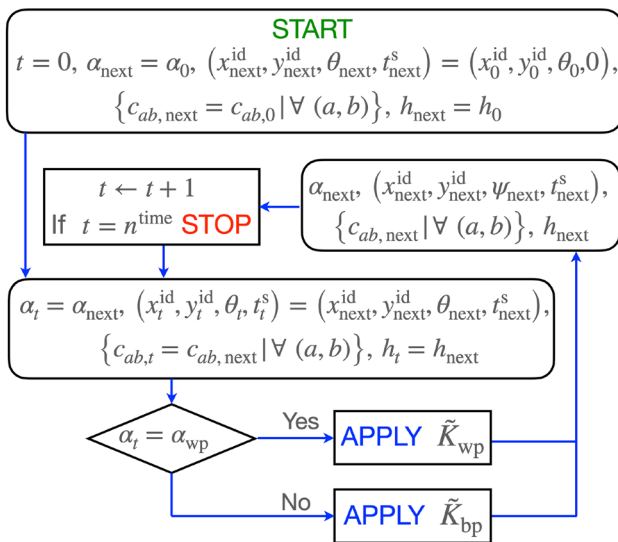 START
t = 0, α_next = α_0, (x^id_next, y^id_next, θ_next, t^s_next) = (x^id_0, y^id_0, θ_0, 0),
{c_ab, next = c_ab,0 | ∀ (a, b)}, h_next = h_0
t ← t + 1
If t = n^time STOP
α_next, (x^id_next, y^id_next, ψ_next, t^s_next),
{c_ab, next | ∀ (a, b)}, h_next
α_t = α_next, (x^id_t, y^id_t, θ_t, t^s_t) = (x^id_next, y^id_next, θ_next, t^s_next),
{c_ab,t = c_ab, next | ∀ (a, b)}, h_t = h_next
α_t = α_wp
Yes
APPLY K̃_wp
No
APPLY K̃_bp